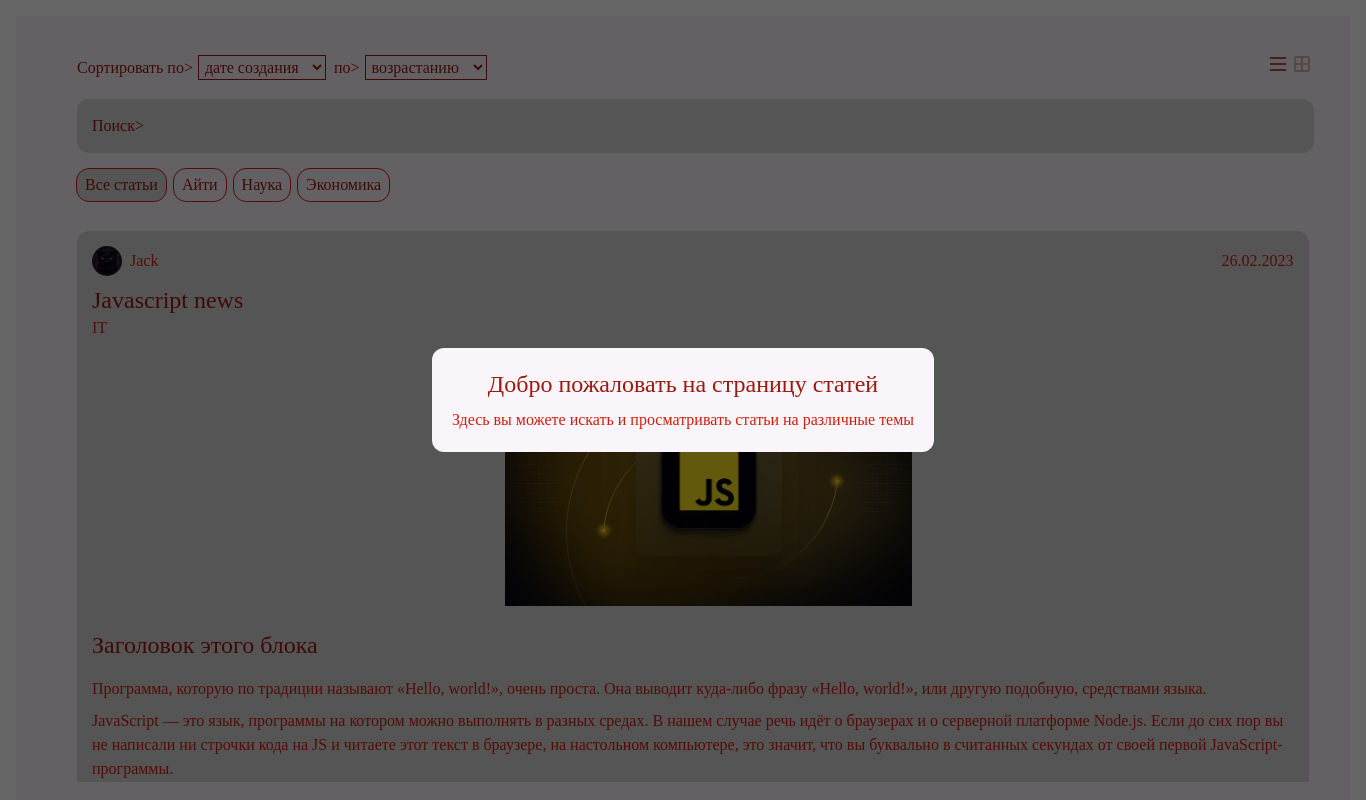 Сортировать по> дате создания по> возрастанию
Поиск>
Все статьи Айти Наука Экономика
Jack 26.02.2023
Javascript news
IT
Добро пожаловать на страницу статей
Здесь вы можете искать и просматривать статьи на различные темы
JS
Заголовок этого блока
Программа, которую по традиции называют «Hello, world!», очень проста. Она выводит куда-либо фразу «Hello, world!», или другую подобную, средствами языка.
JavaScript — это язык, программы на котором можно выполнять в разных средах. В нашем случае речь идёт о браузерах и о серверной платформе Node.js. Если до сих пор вы
не написали ни строчки кода на JS и читаете этот текст в браузере, на настольном компьютере, это значит, что вы буквально в считанных секундах от своей первой JavaScript-
программы.